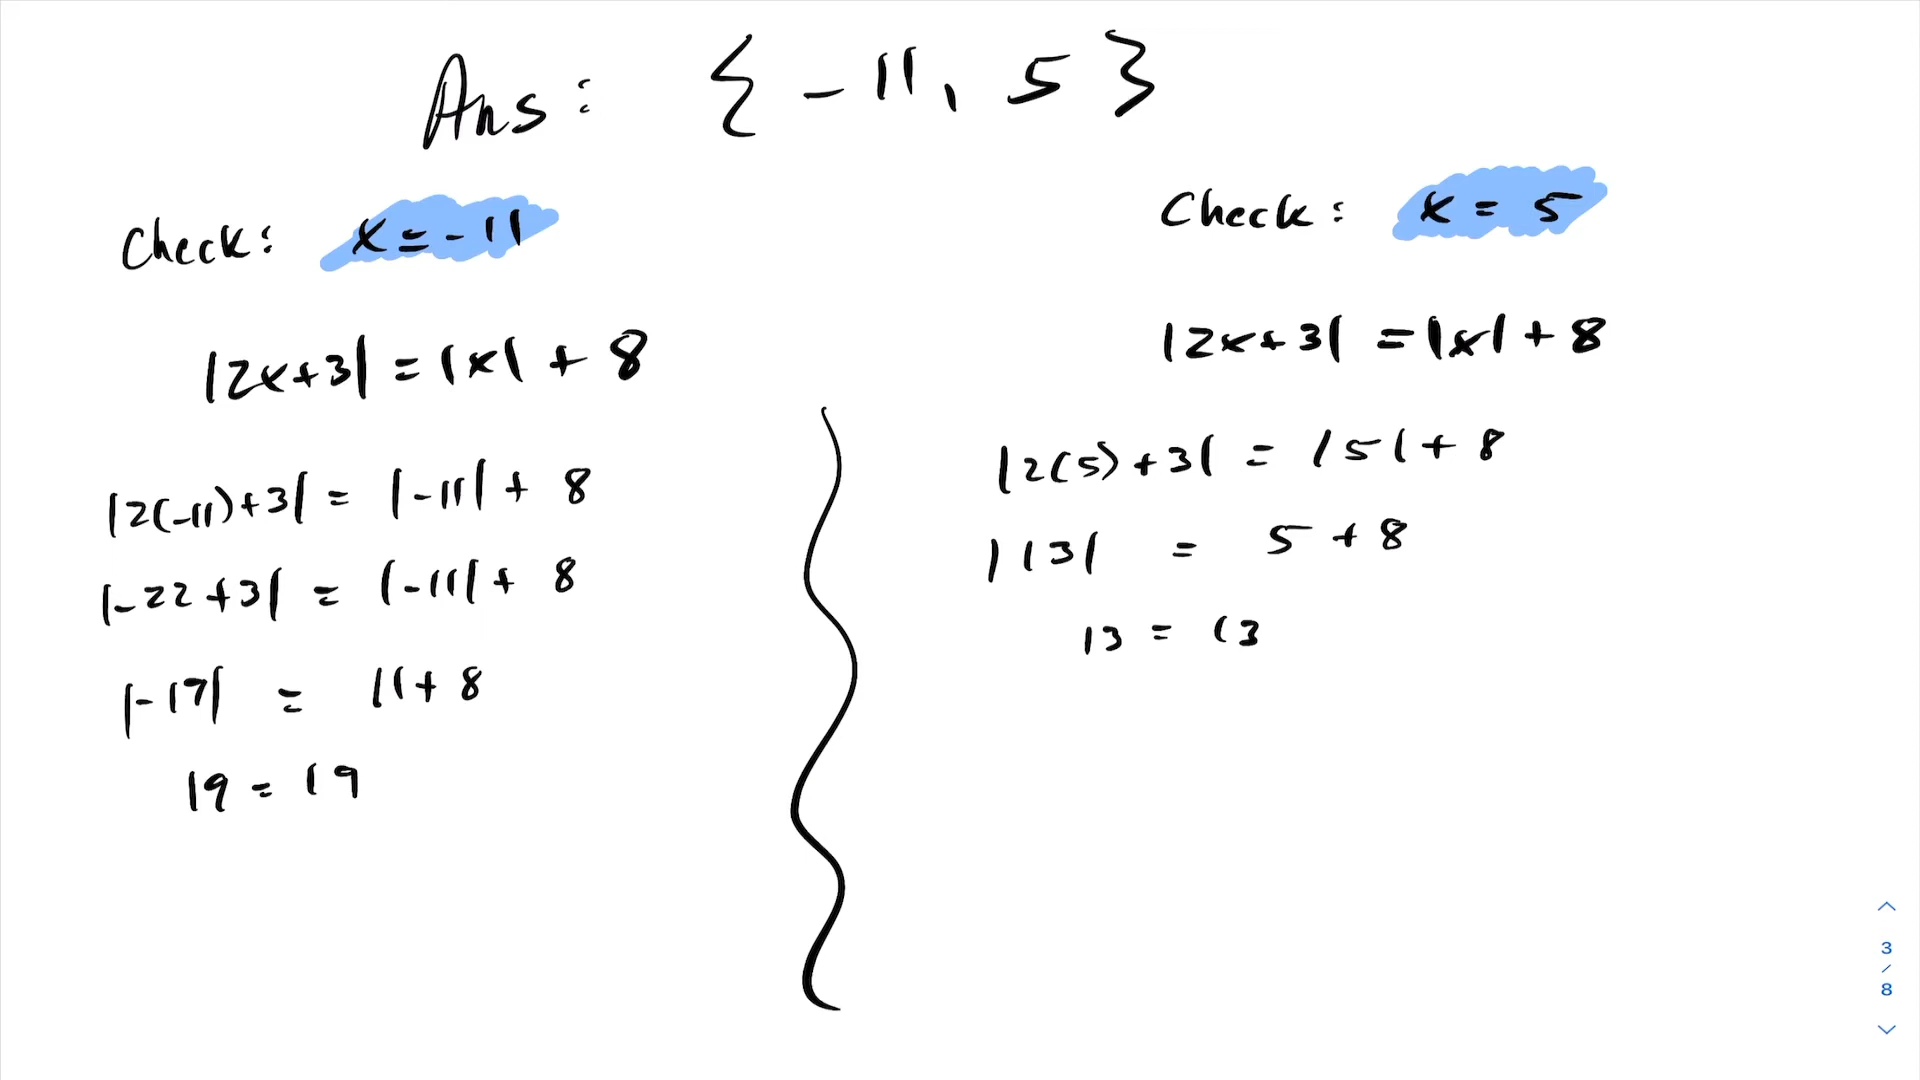 Ans: { -11, 5 }
Check: x = -11
|2x+3| = |x| + 8
|2(-11)+3| = |-11| + 8
|-22+3| = |-11| + 8
|-17| = 11 + 8
19 = 19
Check: x = 5
|2x+3| = |x| + 8
|2(5)+3| = |5| + 8
|13| = 5 + 8
13 = 13
3
/
8